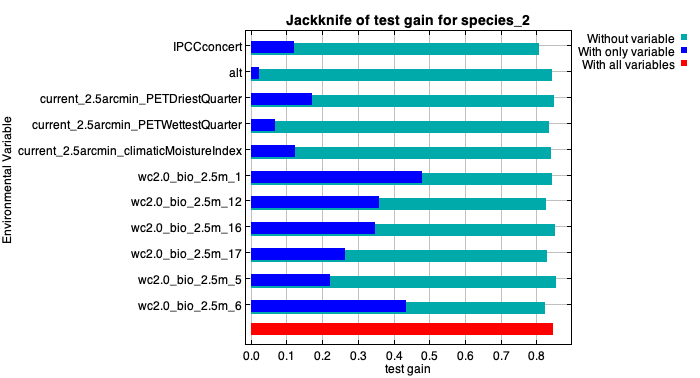 Jackknife of test gain for species_2
Environmental Variable
IPCCconcert
alt
current_2.5arcmin_PETDriestQuarter
current_2.5arcmin_PETWettestQuarter
current_2.5arcmin_climaticMoistureIndex
wc2.0_bio_2.5m_1
wc2.0_bio_2.5m_12
wc2.0_bio_2.5m_16
wc2.0_bio_2.5m_17
wc2.0_bio_2.5m_5
wc2.0_bio_2.5m_6
0.0 0.1 0.2 0.3 0.4 0.5 0.6 0.7 0.8
test gain
Without variable
With only variable
With all variables